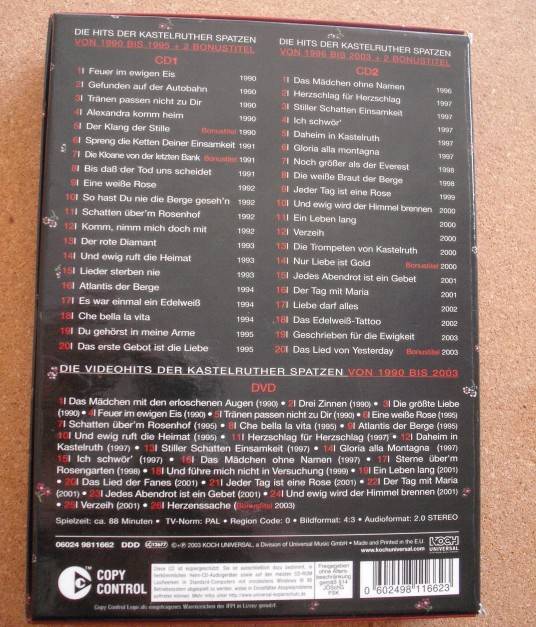 DIE HITS DER KASTELRUTHER SPATZEN
VON 1990 BIS 1995 + 2 BONUSTITEL
CD1
1| Feuer im ewigen Eis 1990
2| Gefunden auf der Autobahn 1990
3| Tränen passen nicht zu Dir 1990
4| Alexandra komm heim 1990
5| Der Klang der Stille Bonustitel 1990
6| Spreng die Ketten Deiner Einsamkeit 1991
7| Die Kloane von der letzten Bank Bonustitel 1991
8| Bis daß der Tod uns scheidet 1991
9| Eine weiße Rose 1992
10| So hast Du nie die Berge geseh'n 1992
11| Schatten über'm Rosenhof 1992
12| Komm, nimm mich doch mit 1992
13| Der rote Diamant 1993
14| Und ewig ruft die Heimat 1993
15| Lieder sterben nie 1993
16| Atlantis der Berge 1994
17| Es war einmal ein Edelweiß 1994
18| Che bella la vita 1994
19| Du gehörst in meine Arme 1995
20| Das erste Gebot ist die Liebe 1995
DIE HITS DER KASTELRUTHER SPATZEN
VON 1996 BIS 2003 + 2 BONUSTITEL
CD2
1| Das Mädchen ohne Namen 1996
2| Herzschlag für Herzschlag 1997
3| Stiller Schatten Einsamkeit 1997
4| Ich schwör' 1997
5| Daheim in Kastelruth 1997
6| Gloria alla montagna 1997
7| Noch größer als der Everest 1998
8| Die weiße Braut der Berge 1998
9| Jeder Tag ist eine Rose 1999
10| Und ewig wird der Himmel brennen 2000
11| Ein Leben lang 2000
12| Verzeih 2000
13| Die Trompeten von Kastelruth 2000
14| Nur Liebe ist Gold Bonustitel 2000
15| Jedes Abendrot ist ein Gebet 2001
16| Der Tag mit Maria 2001
17| Liebe darf alles 2002
18| Das Edelweiß-Tattoo 2002
19| Geschrieben für die Ewigkeit 2003
20| Das Lied von Yesterday Bonustitel 2003
DIE VIDEOHITS DER KASTELRUTHER SPATZEN VON 1990 BIS 2003
DVD
1| Das Mädchen mit den erloschenen Augen (1990) • 2| Drei Zinnen (1990) • 3| Die größte Liebe
(1990) • 4| Feuer im ewigen Eis (1990) • 5| Tränen passen nicht zu Dir (1990) • 6| Eine weiße Rose (1995)
7| Schatten über'm Rosenhof (1995) • 8| Che bella la vita (1995) • 9| Atlantis der Berge (1995)
10| Und ewig ruft die Heimat (1995) • 11| Herzschlag für Herzschlag (1997) • 12| Daheim in
Kastelruth (1997) • 13| Stiller Schatten Einsamkeit (1997) • 14| Gloria alla Montagna (1997)
15| Ich schwör' (1997) • 16| Das Mädchen ohne Namen (1997) • 17| Sterne über'm
Rosengarten (1998) • 18| Und führe mich nicht in Versuchung (1999) • 19| Ein Leben lang (2001)
20| Das Lied der Fanes (2001) • 21| Jeder Tag ist eine Rose (2001) • 22| Der Tag mit Maria
(2001) • 23| Jedes Abendrot ist ein Gebet (2001) • 24| Und ewig wird der Himmel brennen (2001)
25| Verzeih (2001) • 26| Herzenssache (Bonustitel 2003)
Spielzeit: ca. 88 Minuten • TV-Norm: PAL • Region Code: 0 • Bildformat: 4:3 • Audioformat: 2.0 STEREO
06024 9811662 DDD LC 13677 ©+℗ 2003 KOCH UNIVERSAL, a Division of Universal Music GmbH • Made and Printed in the E.U.
www.kochuniversal.com
KOCH
UNIVERSAL
COPY
CONTROL
Freigegeben
ohne Alters-
beschränkung
gemäß §14
JÖSchG
FSK
0 602498 116623
Copy Control Logo als eingetragenes Warenzeichen der IFPI in Lizenz genutzt.